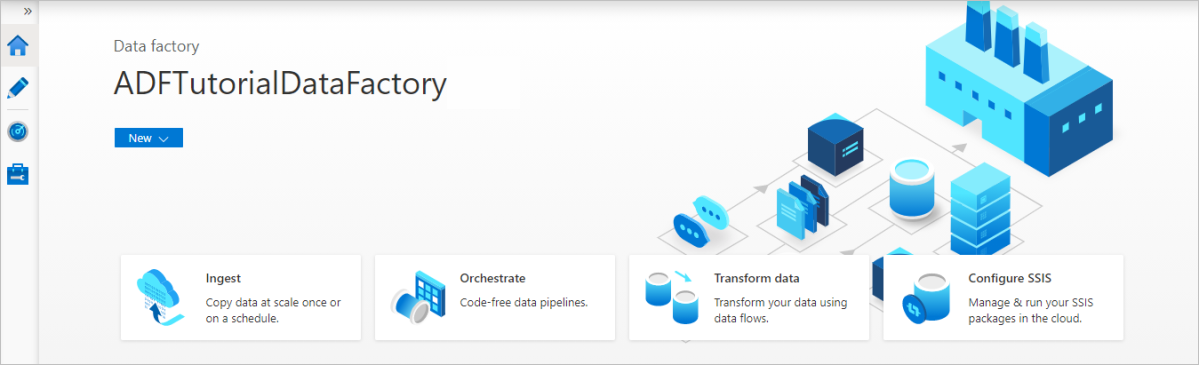 »
Data factory
ADFTutorialDataFactory
New
Ingest
Copy data at scale once or
on a schedule.
Orchestrate
Code-free data pipelines.
Transform data
Transform your data using
data flows.
Configure SSIS
Manage & run your SSIS
packages in the cloud.